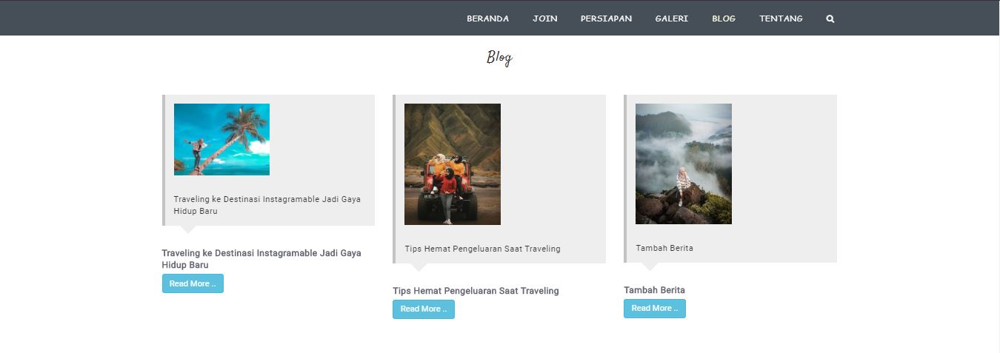 BERANDA JOIN PERSIAPAN GALERI BLOG TENTANG
Blog
Traveling ke Destinasi Instagramable Jadi Gaya
Hidup Baru
Traveling ke Destinasi Instagramable Jadi Gaya
Hidup Baru
Read More ..
Tips Hemat Pengeluaran Saat Traveling
Tips Hemat Pengeluaran Saat Traveling
Read More ..
Tambah Berita
Tambah Berita
Read More ..